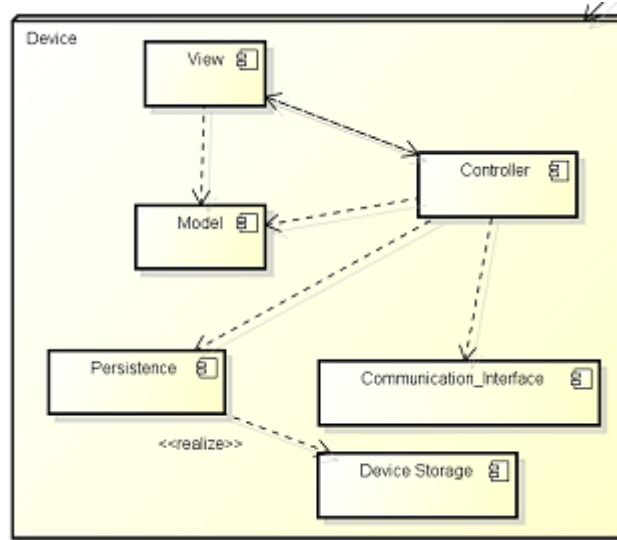 Device
View
Controller
Model
Persistence
Communication_Interface
<<realize>>
Device Storage